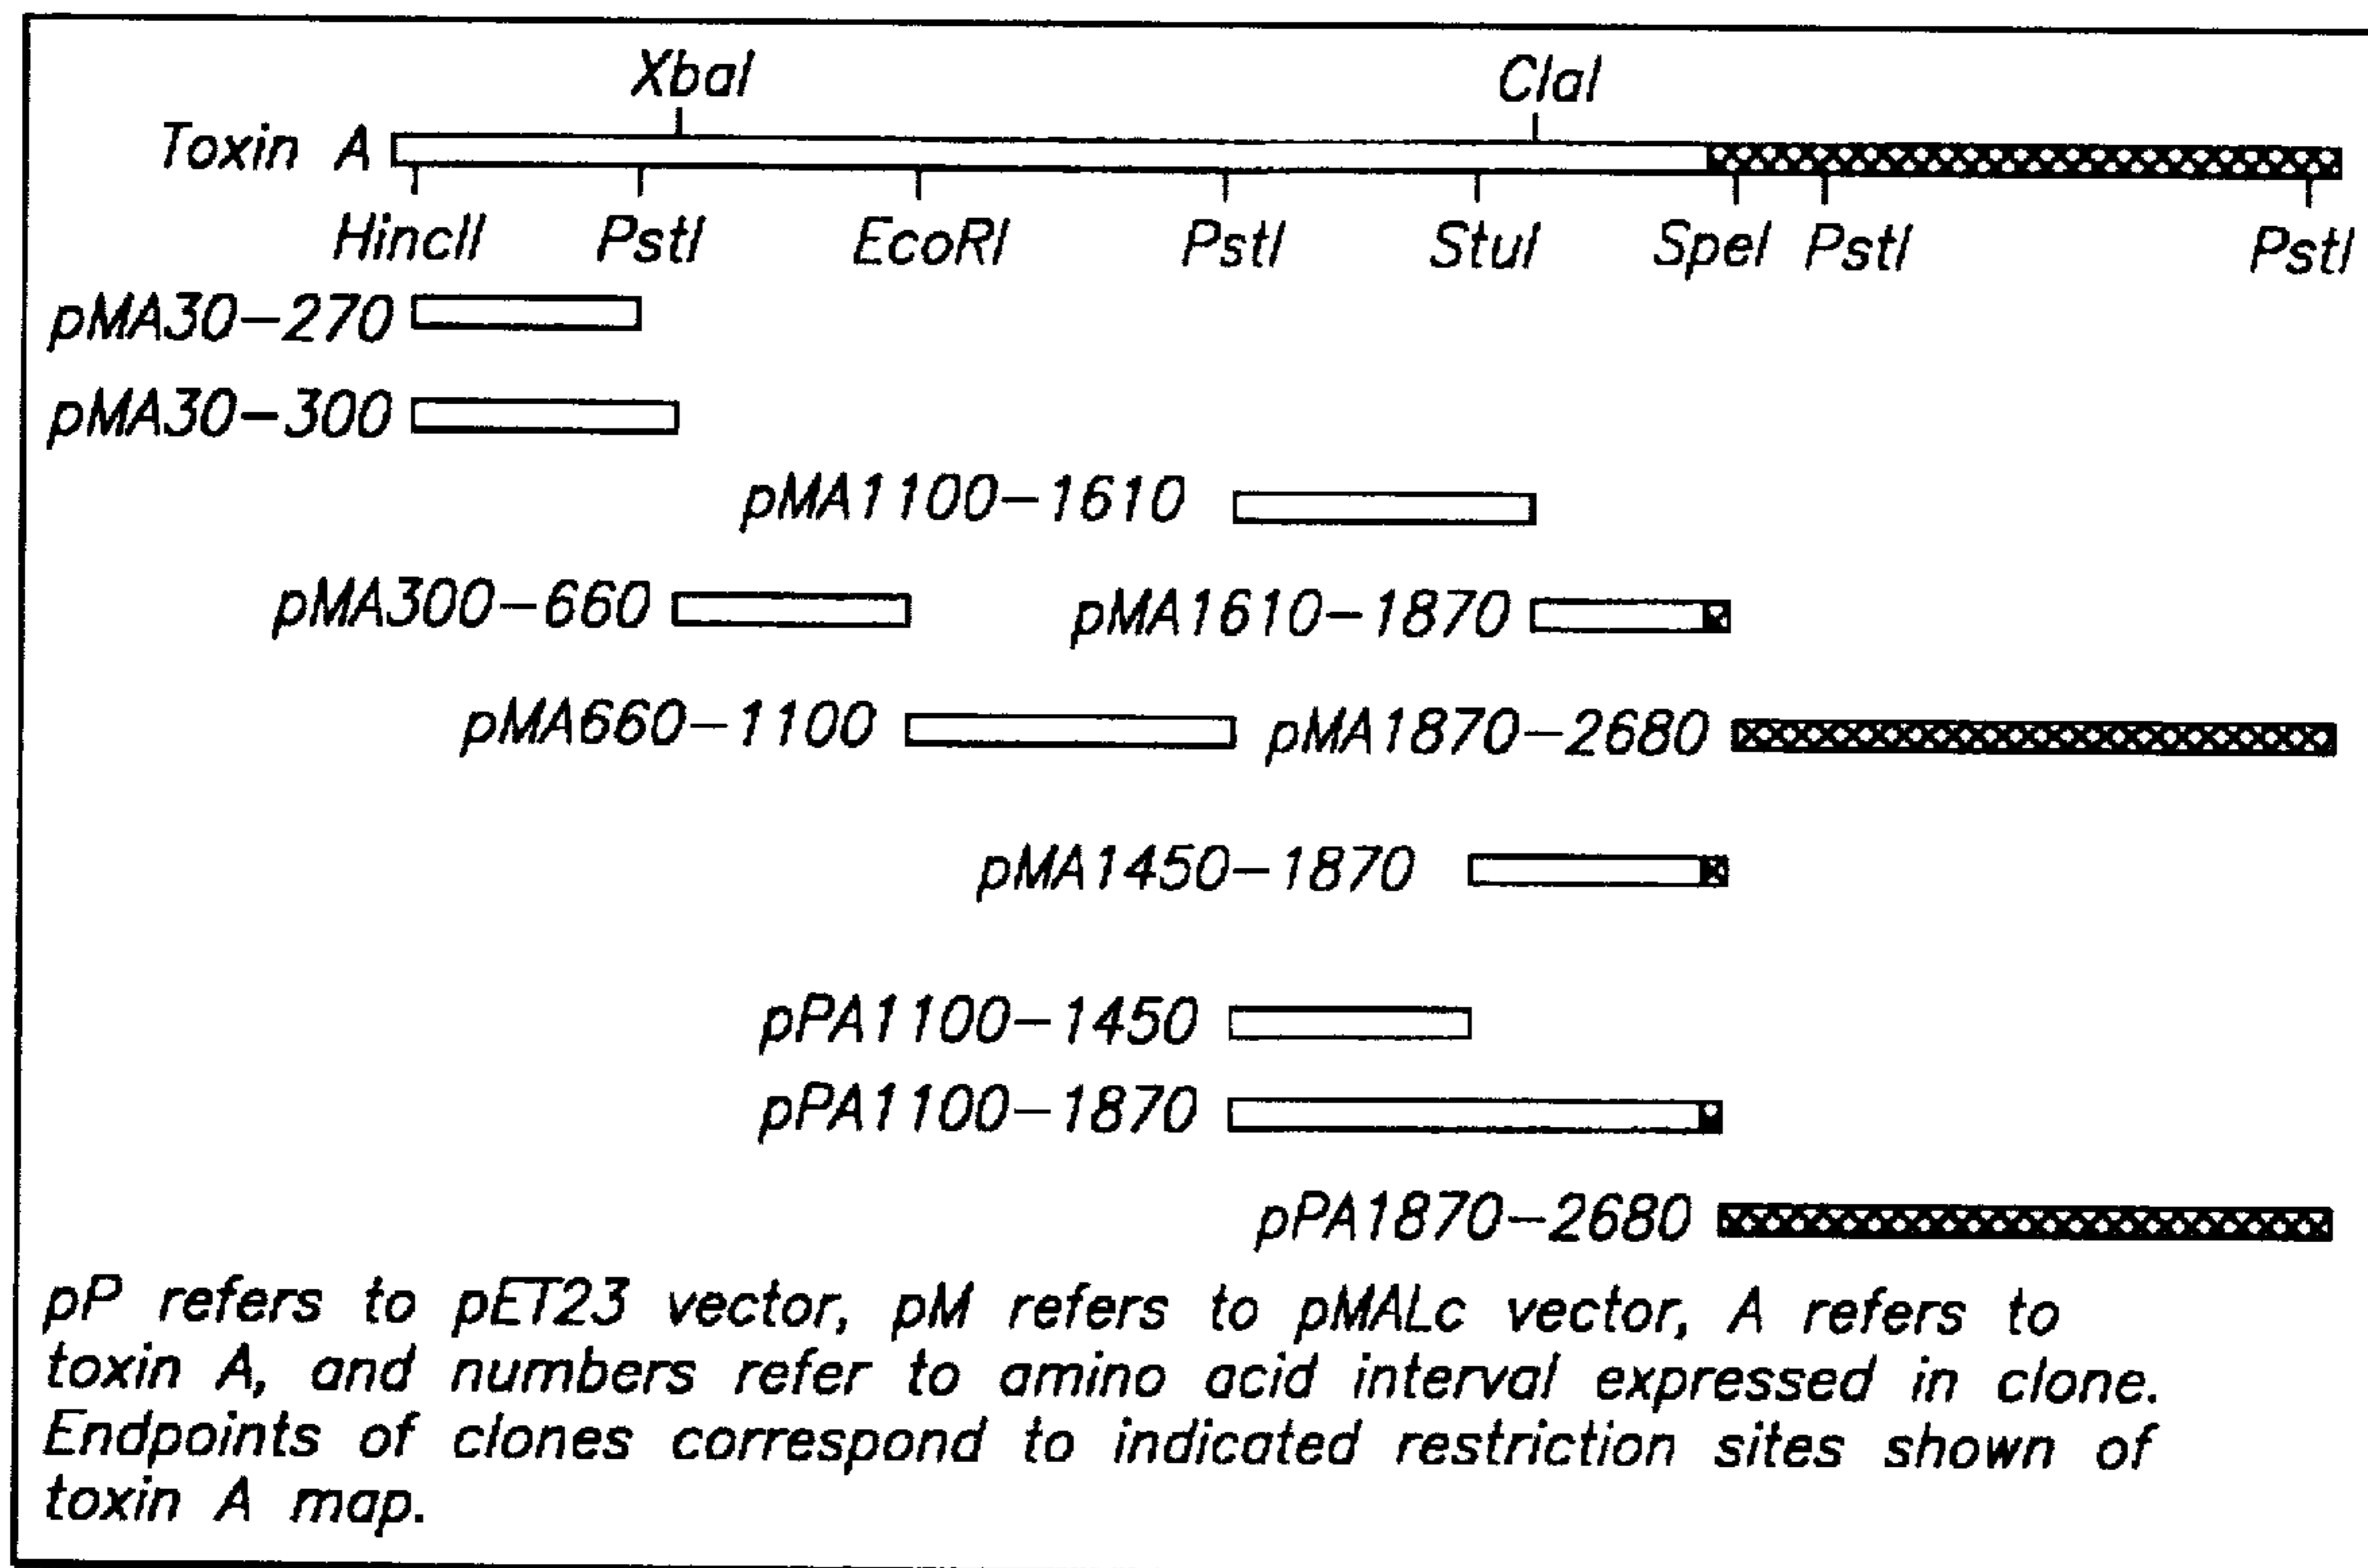 XbaI ClaI
Toxin A
HincII PstI EcoRI PstI StuI SpeI PstI PstI
pMA30-270
pMA30-300
pMA1100-1610
pMA300-660 pMA1610-1870
pMA660-1100 pMA1870-2680
pMA1450-1870
pPA1100-1450
pPA1100-1870
pPA1870-2680
pP refers to pET23 vector, pM refers to pMALc vector, A refers to
toxin A, and numbers refer to amino acid interval expressed in clone.
Endpoints of clones correspond to indicated restriction sites shown of
toxin A map.